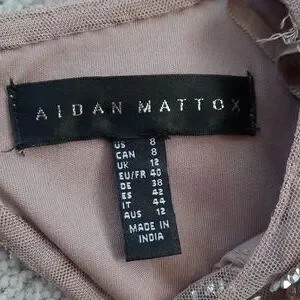 AIDAN MATTOX
US 8
CAN 8
UK 12
EU/FR 40
DE 38
ES 42
IT 44
AUS 12
MADE IN
INDIA